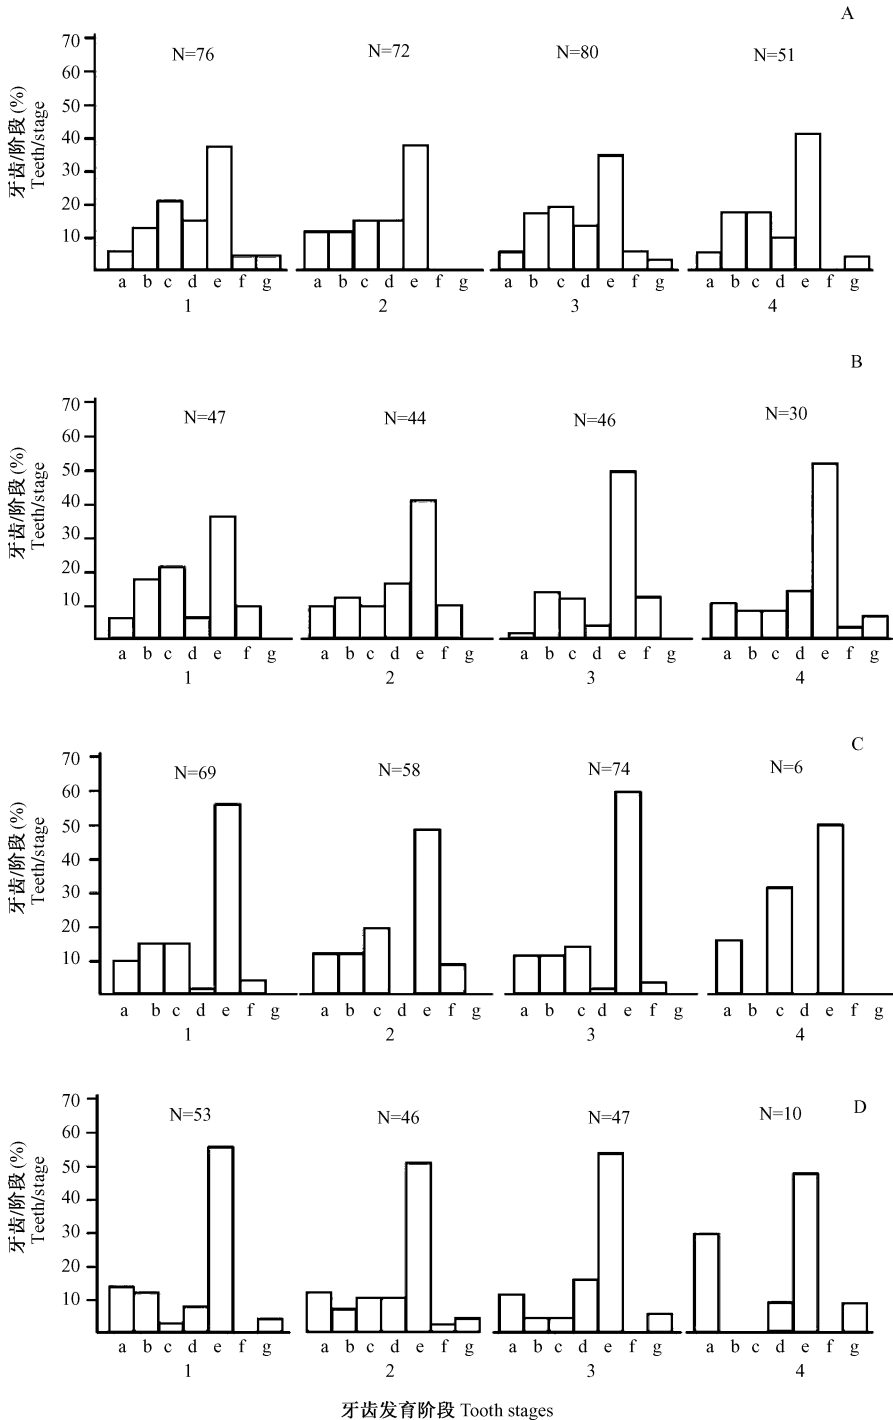 A
牙齿/阶段 (%)
Teeth/stage
70
60
50
40
30
20
10
N=76 N=72 N=80 N=51
a b c d e f g a b c d e f g a b c d e f g a b c d e f g
1 2 3 4
B
牙齿/阶段 (%)
Teeth/stage
70
60
50
40
30
20
10
N=47 N=44 N=46 N=30
a b c d e f g a b c d e f g a b c d e f g a b c d e f g
1 2 3 4
C
牙齿/阶段 (%)
Teeth/stage
70
60
50
40
30
20
10
N=69 N=58 N=74 N=6
a b c d e f g a b c d e f g a b c d e f g a b c d e f g
1 2 3 4
D
牙齿/阶段 (%)
Teeth/stage
70
60
50
40
30
20
10
N=53 N=46 N=47 N=10
a b c d e f g a b c d e f g a b c d e f g a b c d e f g
1 2 3 4
牙齿发育阶段 Tooth stages